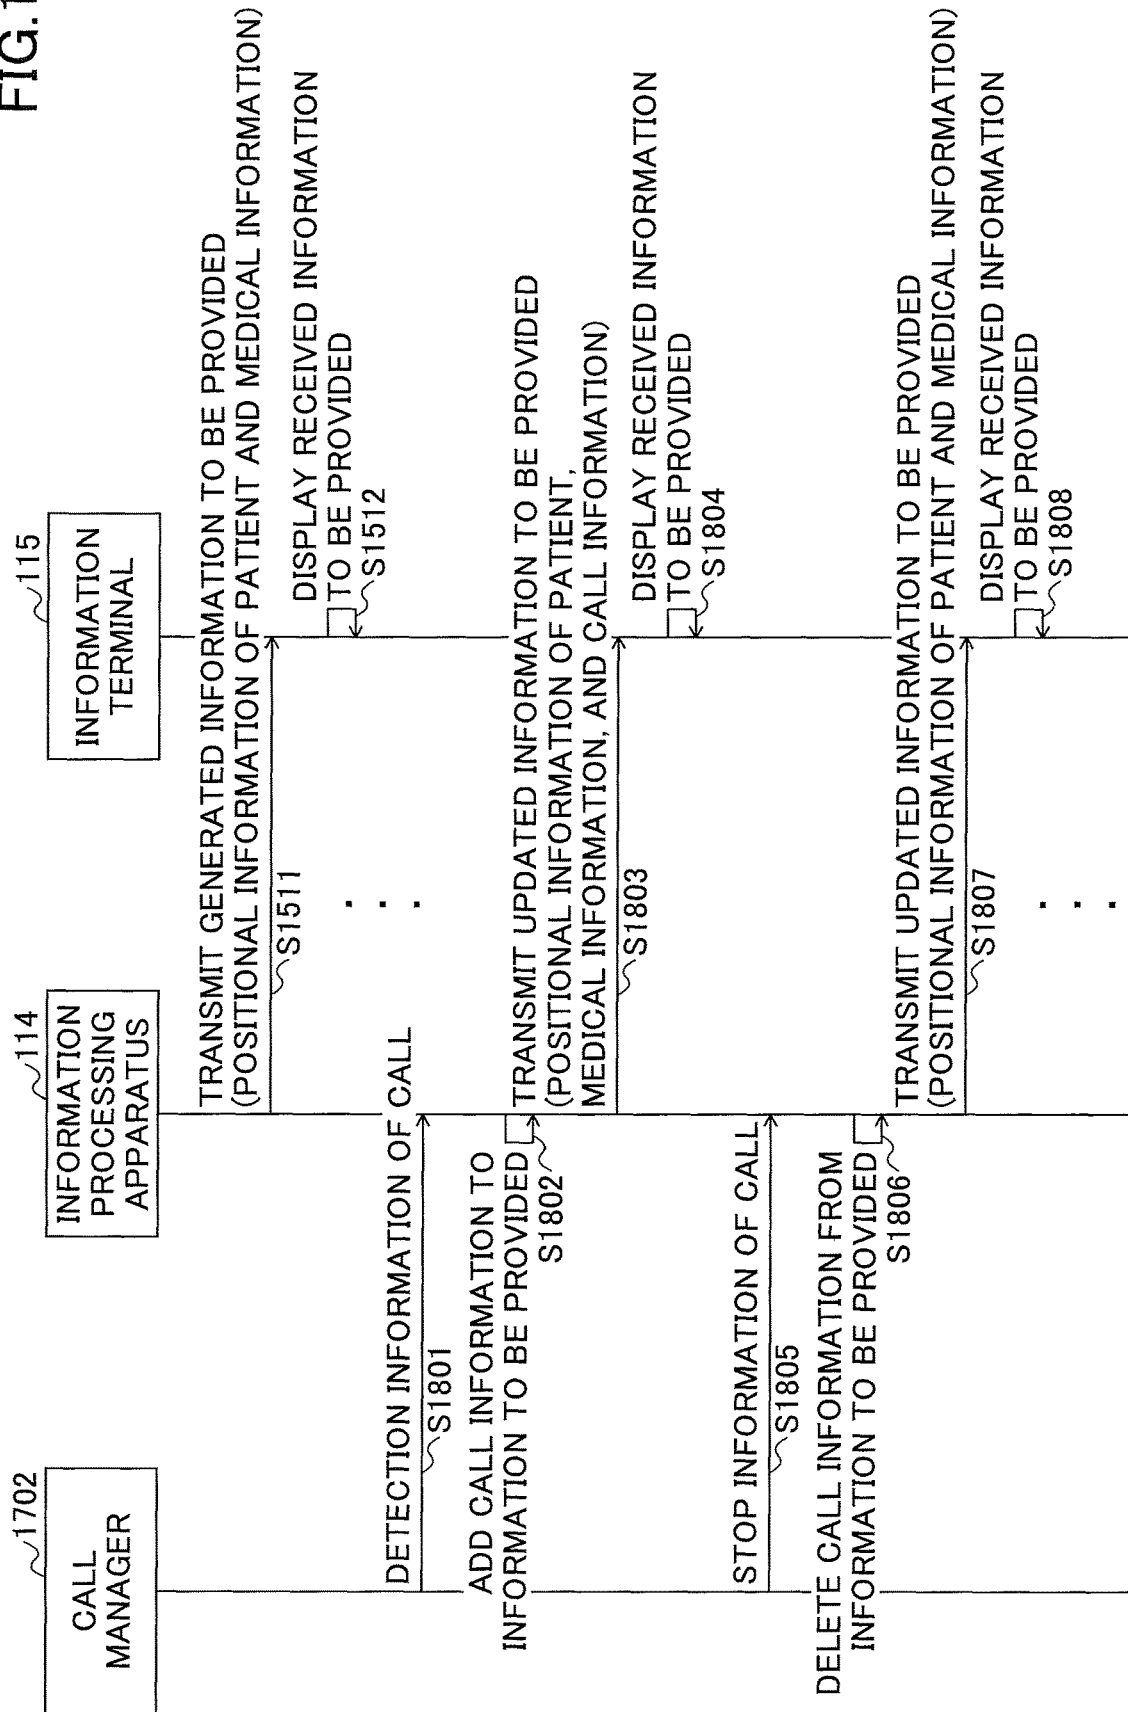 FIG.1
1702
CALL
MANAGER
114
INFORMATION
PROCESSING
APPARATUS
115
INFORMATION
TERMINAL
TRANSMIT GENERATED INFORMATION TO BE PROVIDED
(POSITIONAL INFORMATION OF PATIENT AND MEDICAL INFORMATION)
S1511
DISPLAY RECEIVED INFORMATION
TO BE PROVIDED
S1512
DETECTION INFORMATION OF CALL
S1801
ADD CALL INFORMATION TO
INFORMATION TO BE PROVIDED
S1802
TRANSMIT UPDATED INFORMATION TO BE PROVIDED
(POSITIONAL INFORMATION OF PATIENT,
MEDICAL INFORMATION, AND CALL INFORMATION)
S1803
DISPLAY RECEIVED INFORMATION
TO BE PROVIDED
S1804
STOP INFORMATION OF CALL
S1805
DELETE CALL INFORMATION FROM
INFORMATION TO BE PROVIDED
S1806
TRANSMIT UPDATED INFORMATION TO BE PROVIDED
(POSITIONAL INFORMATION OF PATIENT AND MEDICAL INFORMATION)
S1807
DISPLAY RECEIVED INFORMATION
TO BE PROVIDED
S1808